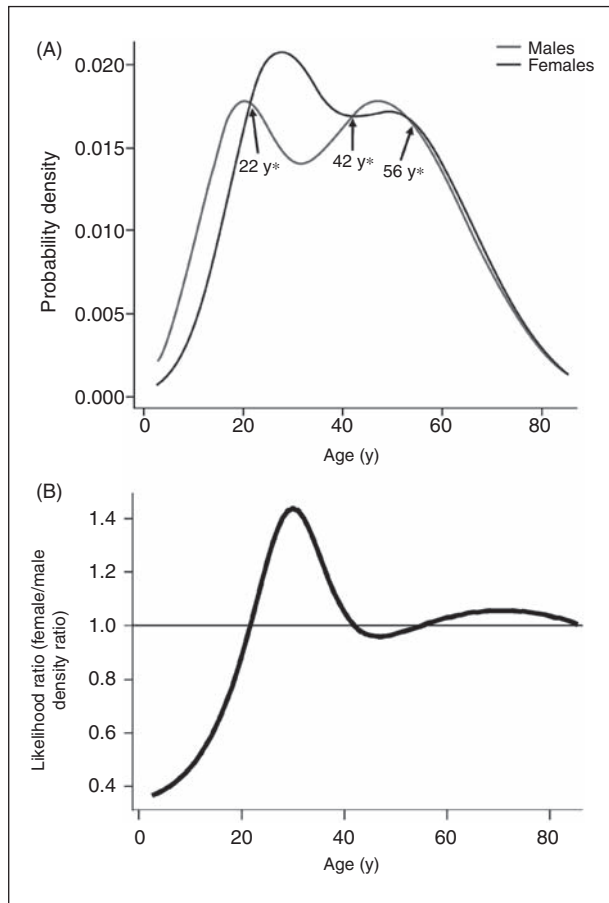 (A)
Males
Females
0.020
0.015
0.010
0.005
0.000
Probability density
22 y*
42 y*
56 y*
0
20
40
60
80
Age (y)
(B)
1.4
1.2
1.0
0.8
0.6
0.4
Likelihood ratio (female/male
density ratio)
0
20
40
60
80
Age (y)